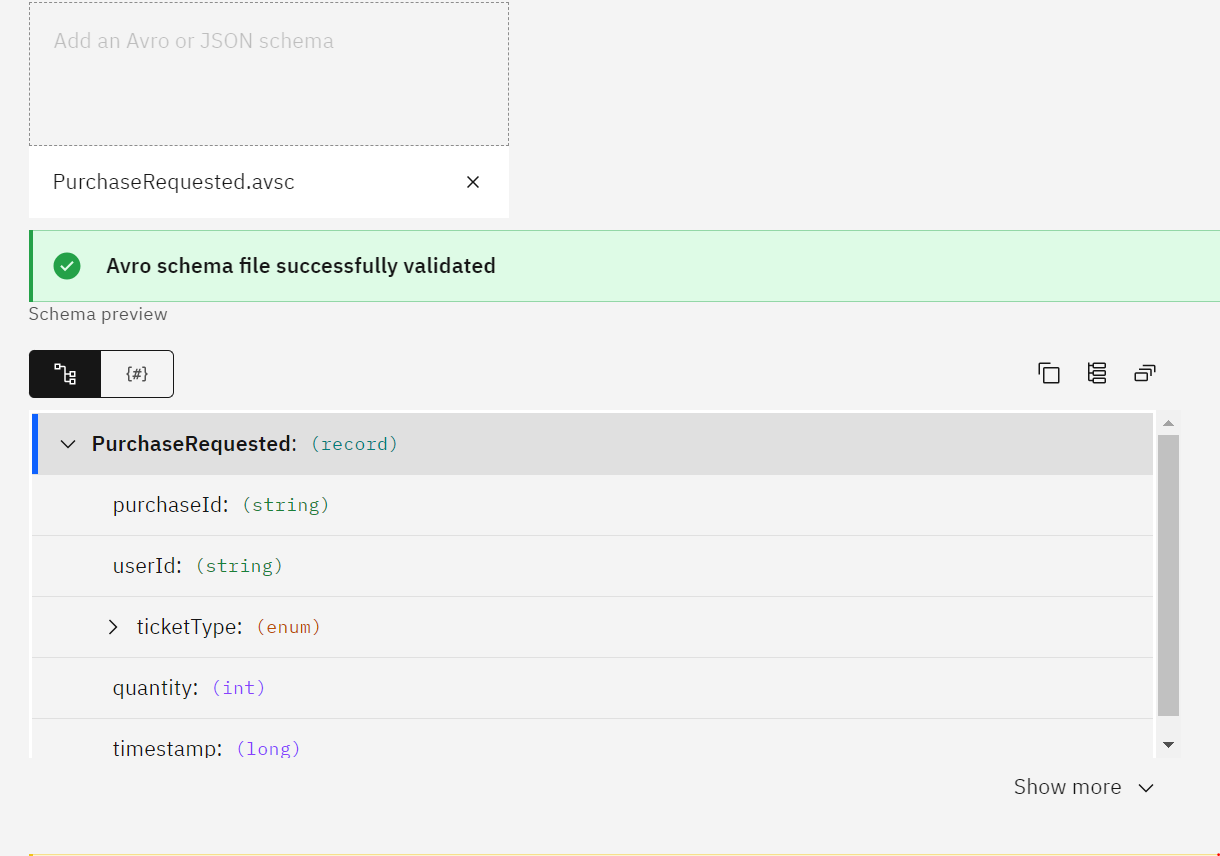 Add an Avro or JSON schema
PurchaseRequested.avsc
Avro schema file successfully validated
Schema preview
{#}
PurchaseRequested: (record)
purchaseId: (string)
userId: (string)
ticketType: (enum)
quantity: (int)
timestamp: (long)
Show more